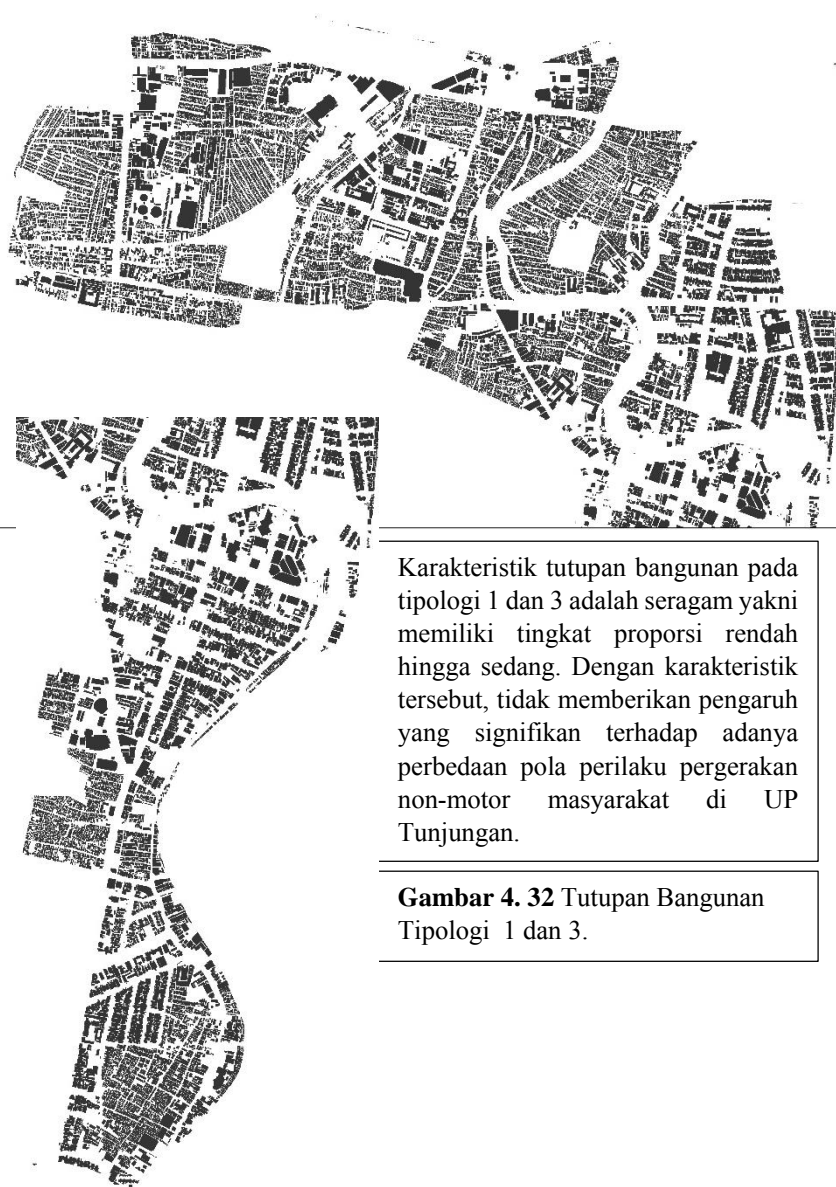 Karakteristik tutupan bangunan pada
tipologi 1 dan 3 adalah seragam yakni
memiliki tingkat proporsi rendah
hingga sedang. Dengan karakteristik
tersebut, tidak memberikan pengaruh
yang signifikan terhadap adanya
perbedaan pola perilaku pergerakan
non-motor masyarakat di UP
Tunjungan.
Gambar 4. 32 Tutupan Bangunan
Tipologi 1 dan 3.